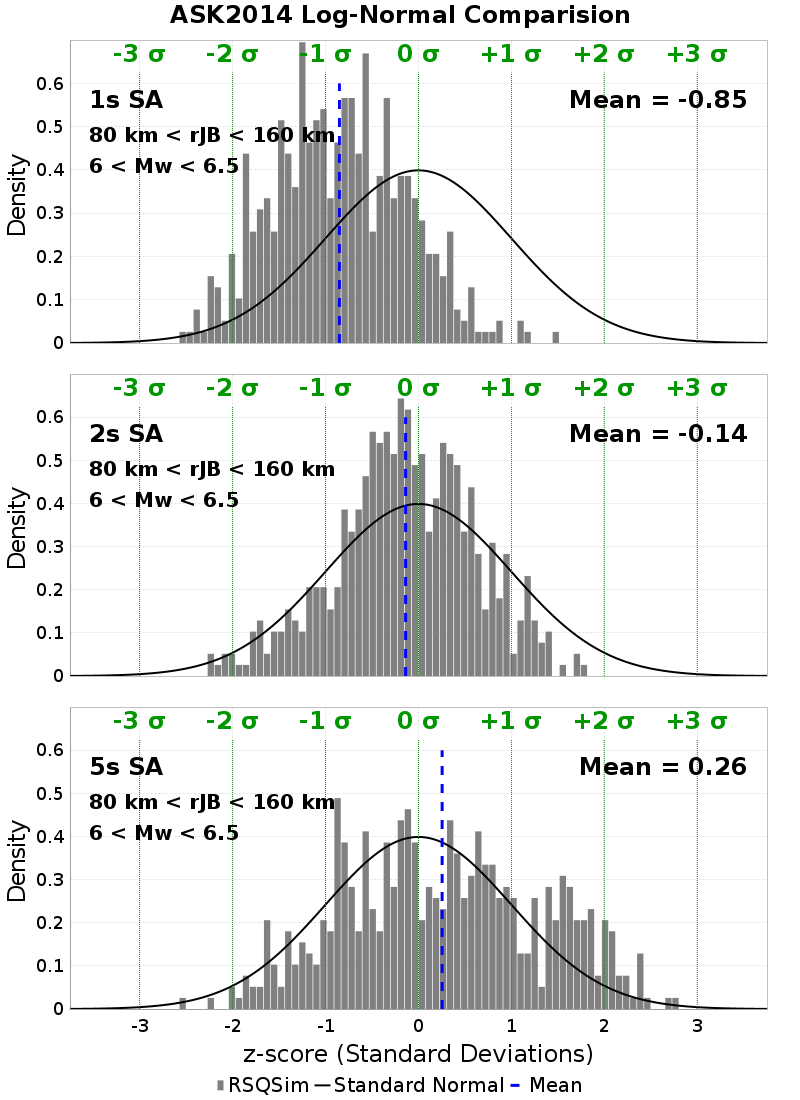 ASK2014 Log-Normal Comparision
-3 σ -2 σ -1 σ 0 σ +1 σ +2 σ +3 σ
0.6
1s SA Mean = -0.85
0.5
80 km < rJB < 160 km
6 < Mw < 6.5
0.4
Density
0.3
0.2
0.1
0
-3 σ -2 σ -1 σ 0 σ +1 σ +2 σ +3 σ
0.6
2s SA Mean = -0.14
0.5
80 km < rJB < 160 km
6 < Mw < 6.5
0.4
Density
0.3
0.2
0.1
0
-3 σ -2 σ -1 σ 0 σ +1 σ +2 σ +3 σ
0.6
5s SA Mean = 0.26
0.5
80 km < rJB < 160 km
6 < Mw < 6.5
0.4
Density
0.3
0.2
0.1
0
-3 -2 -1 0 1 2 3
z-score (Standard Deviations)
RSQSim Standard Normal Mean